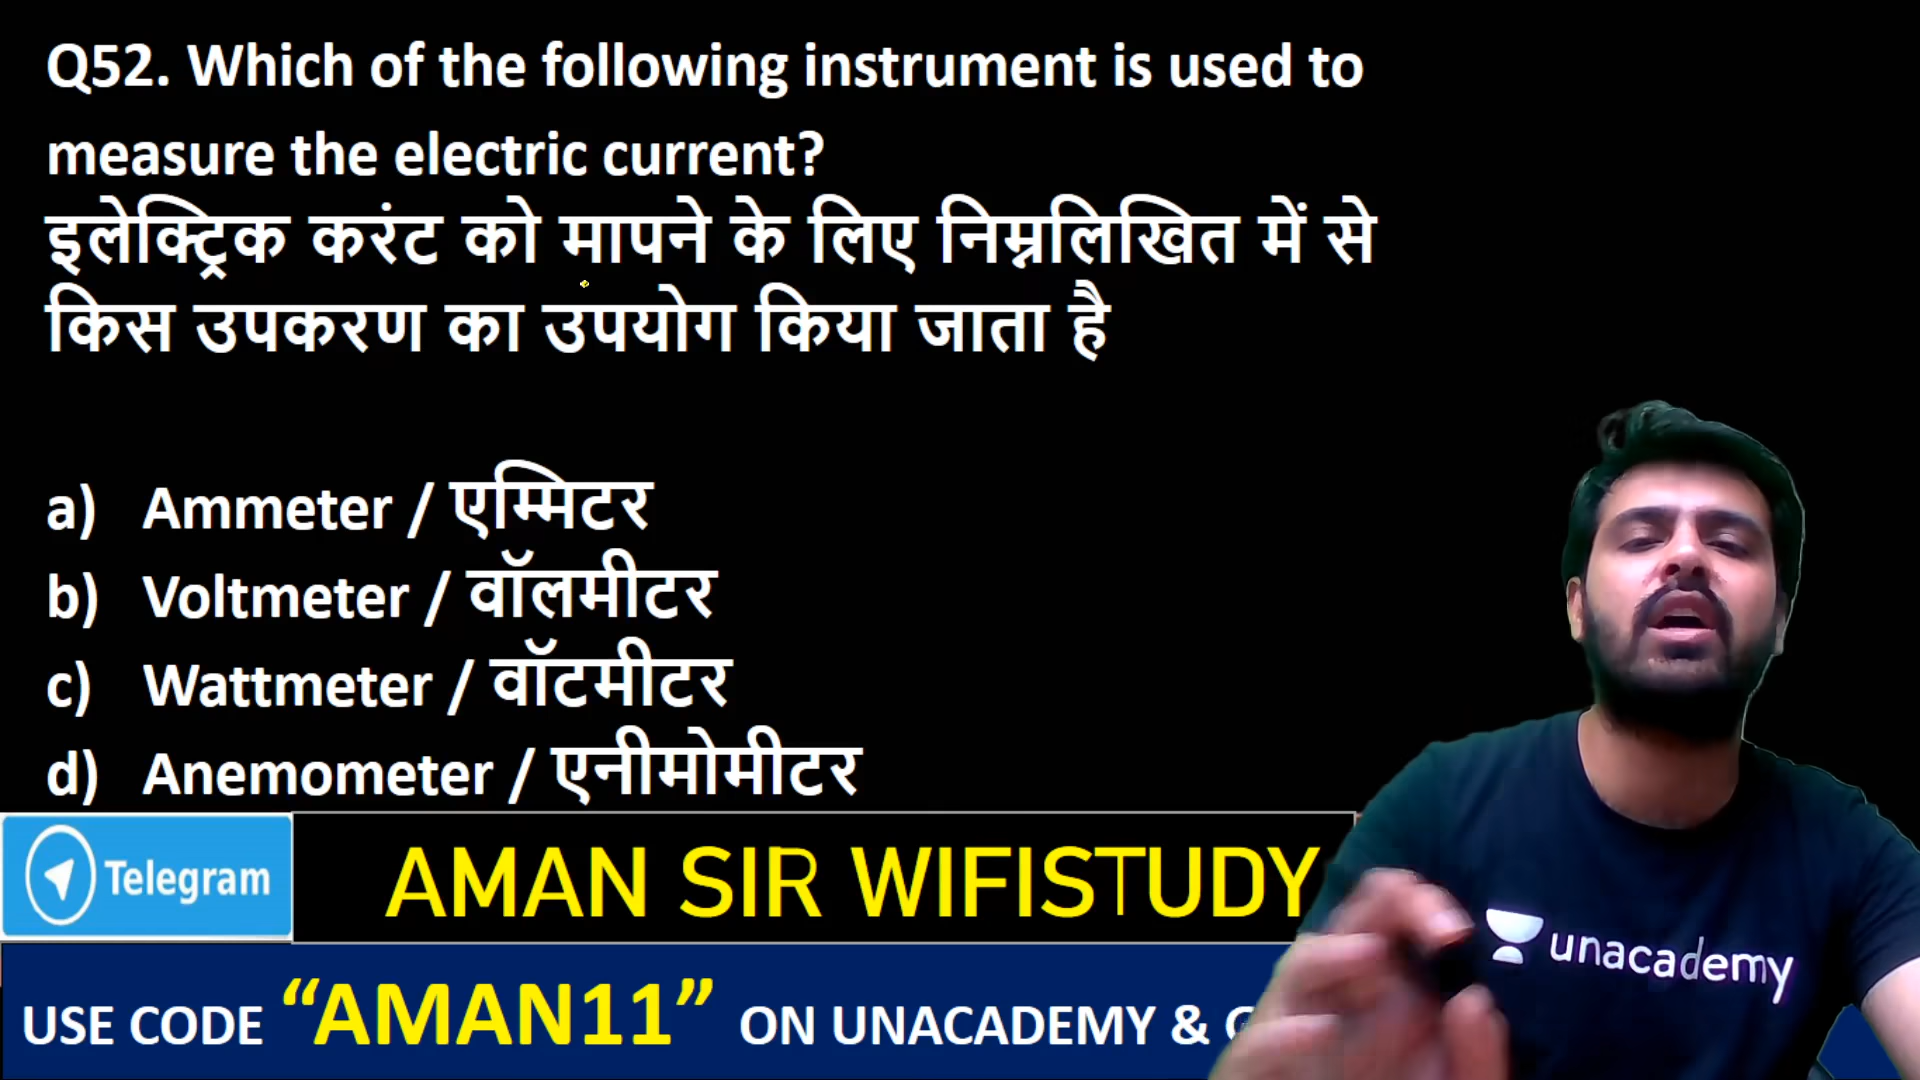 Q52. Which of the following instrument is used to
measure the electric current?
इलेक्ट्रिक करंट को मापने के लिए निम्नलिखित में से
किस उपकरण का उपयोग किया जाता है
a) Ammeter / एम्मिटर
b) Voltmeter / वॉलमीटर
c) Wattmeter / वॉटमीटर
d) Anemometer / एनीमोमीटर
Telegram
AMAN SIR WIFISTUDY
unacademy
USE CODE “AMAN11” ON UNACADEMY &